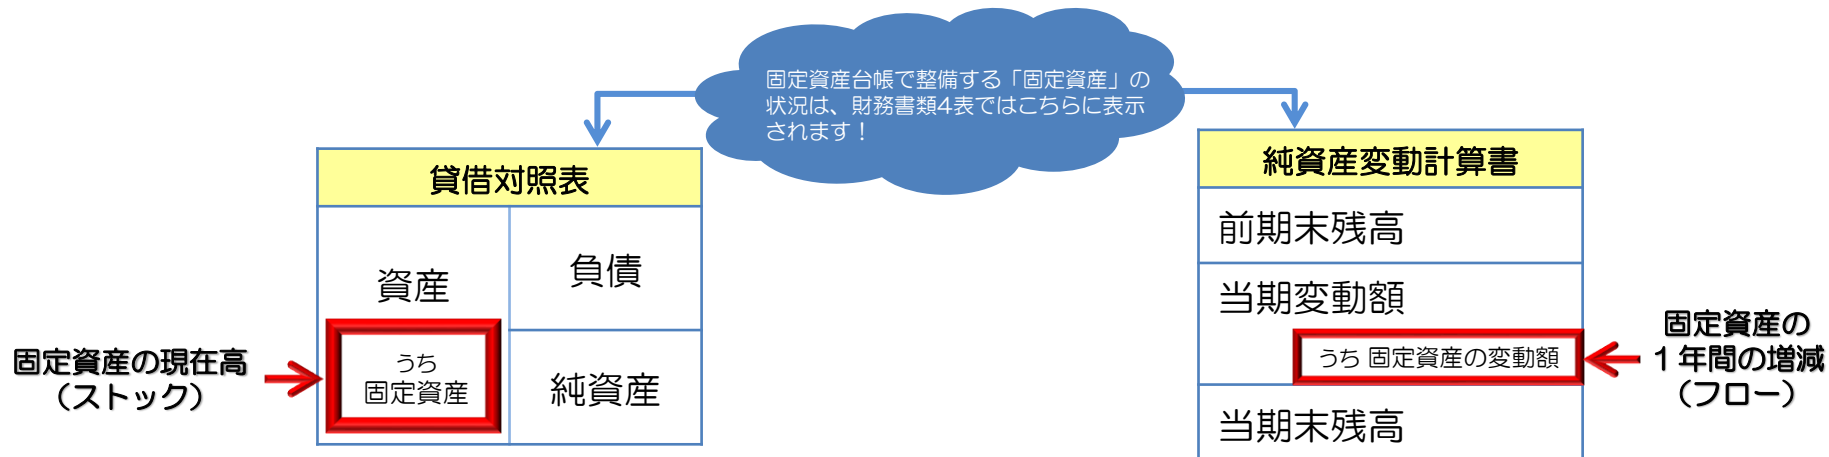 固定資産台帳で整備する「固定資産」の
状況は、財務書類4表ではこちらに表示
されます！
貸借対照表
資産
負債
うち
固定資産
純資産
固定資産の現在高
（ストック）
純資産変動計算書
前期末残高
当期変動額
うち 固定資産の変動額
当期末残高
固定資産の
１年間の増減
（フロー）